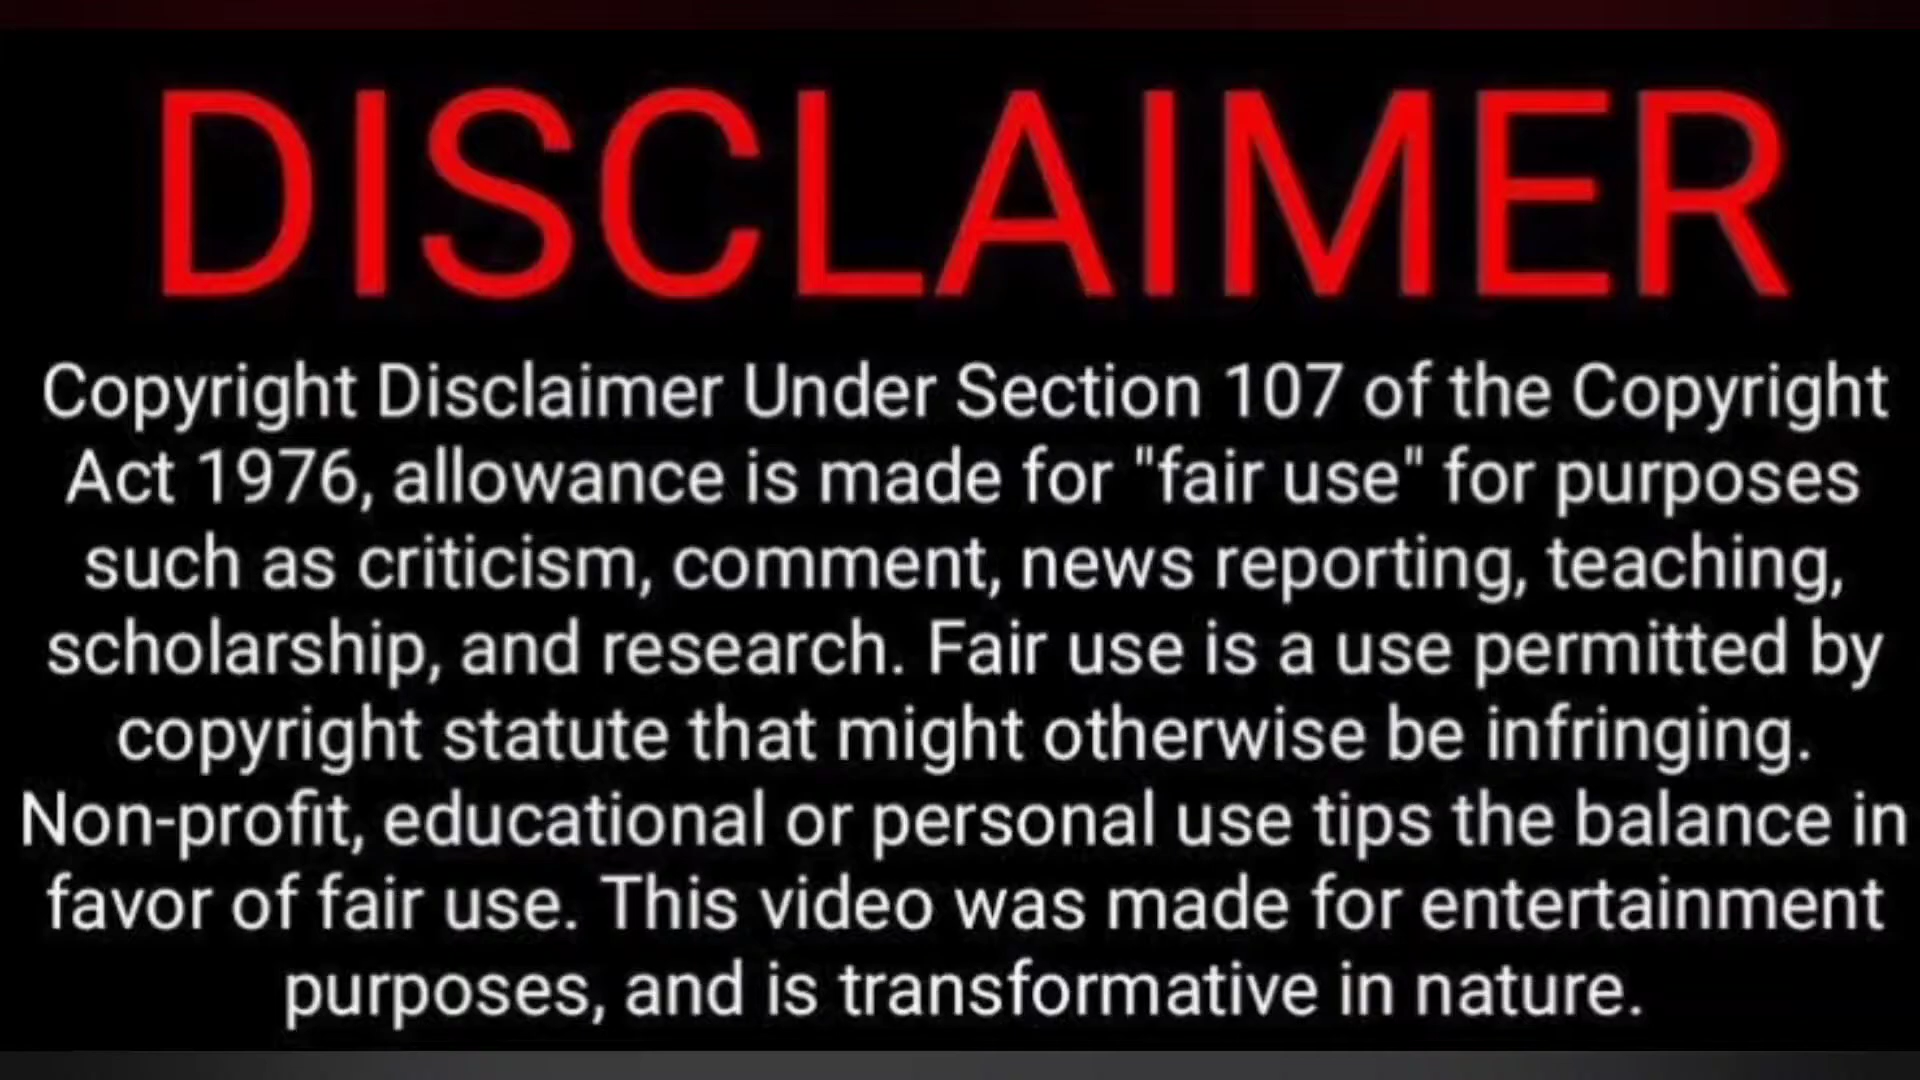 DISCLAIMER
Copyright Disclaimer Under Section 107 of the Copyright
Act 1976, allowance is made for "fair use" for purposes
such as criticism, comment, news reporting, teaching,
scholarship, and research. Fair use is a use permitted by
copyright statute that might otherwise be infringing.
Non-profit, educational or personal use tips the balance in
favor of fair use. This video was made for entertainment
purposes, and is transformative in nature.